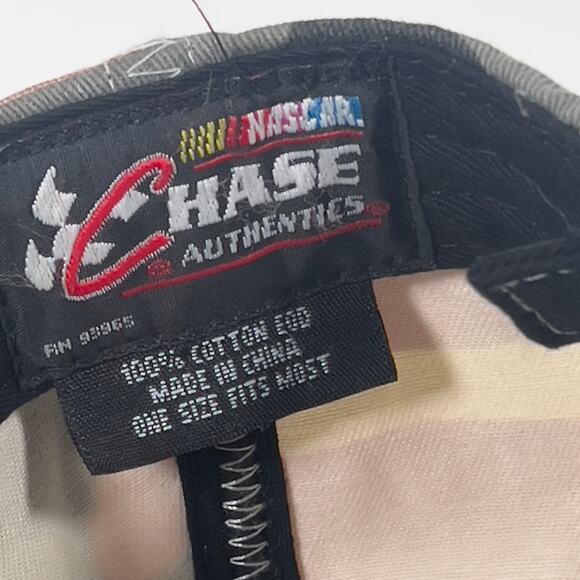 NASCAR
CHASE
AUTHENTICS
RN 95965
100% COTTON EOD
MADE IN CHINA
ONE SIZE FITS MOST